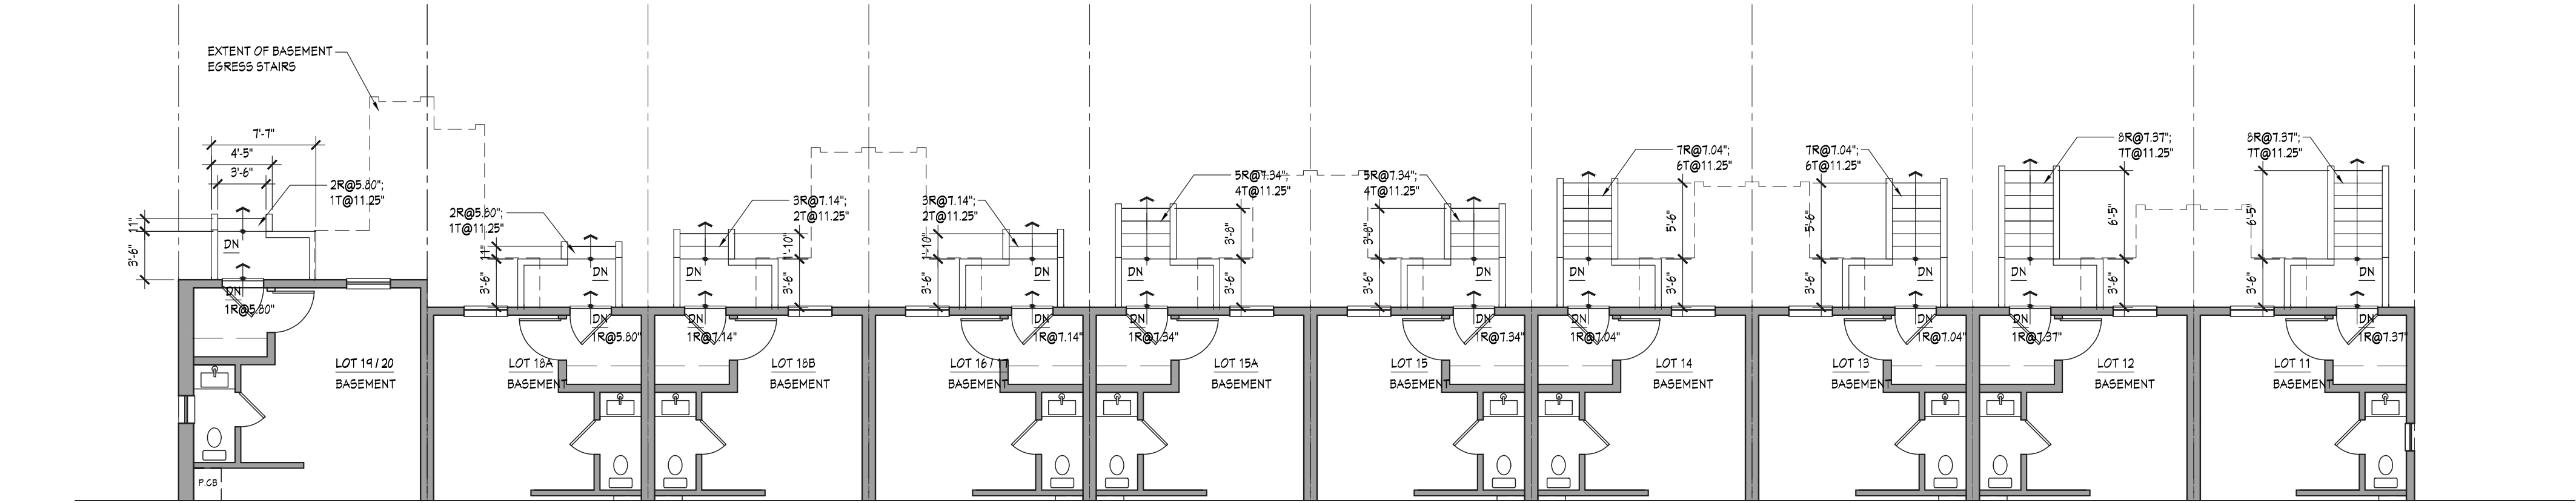 EXTENT OF BASEMENT
EGRESS STAIRS
7'-7"
4'-5"
3'-6"
2R@5.80";
1T@11.25"
11"
3'-6"
DN
DN
1R@5.80"
LOT 19 / 20
BASEMENT
P.CB
2R@5.80";
1T@11.25"
11"
3'-6"
DN
DN
1R@5.80"
LOT 18A
BASEMENT
3R@7.14";
2T@11.25"
1'-10"
3'-6"
DN
DN
1R@7.14"
LOT 18B
BASEMENT
3R@7.14";
2T@11.25"
1'-10"
3'-6"
DN
DN
1R@7.14"
LOT 16 / 17
BASEMENT
5R@7.34";
4T@11.25"
3'-8"
3'-6"
DN
DN
1R@7.34"
LOT 15A
BASEMENT
5R@7.34";
4T@11.25"
3'-8"
3'-6"
DN
DN
1R@7.34"
LOT 15
BASEMENT
7R@7.04";
6T@11.25"
5'-6"
3'-6"
DN
DN
1R@7.04"
LOT 14
BASEMENT
7R@7.04";
6T@11.25"
5'-6"
3'-6"
DN
DN
1R@7.04"
LOT 13
BASEMENT
8R@7.37";
7T@11.25"
6'-5"
3'-6"
DN
DN
1R@7.37"
LOT 12
BASEMENT
8R@7.37";
7T@11.25"
6'-5"
3'-6"
DN
DN
1R@7.37"
LOT 11
BASEMENT